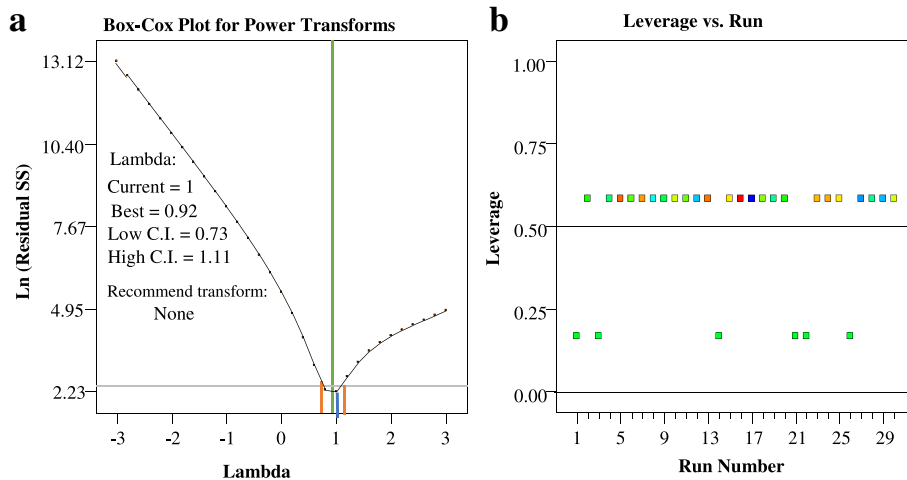 a
Box-Cox Plot for Power Transforms
13.12
10.40
7.67
4.95
2.23
Ln (Residual SS)
Lambda:
Current = 1
Best = 0.92
Low C.I. = 0.73
High C.I. = 1.11
Recommend transform:
None
-3
-2
-1
0
1
2
3
Lambda
b
Leverage vs. Run
1.00
0.75
0.50
0.25
0.00
Leverage
1
5
9
13
17
21
25
29
Run Number